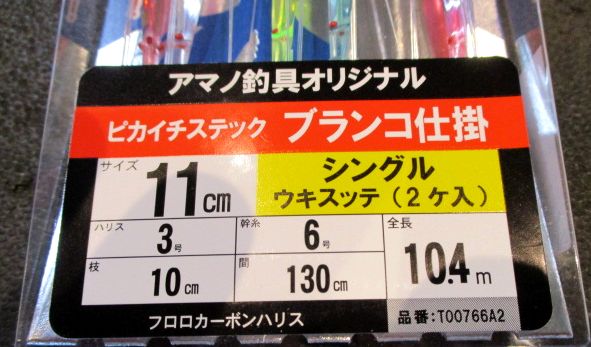 アマノ釣具オリジナル
ピカイチステック ブランコ仕掛
サイズ 11cm
シングル
ウキスッテ(2ケ入)
ハリス 3号
幹糸 6号
全長 10.4m
枝 10cm
間 130cm
フロロカーボンハリス
品番:T00766A2